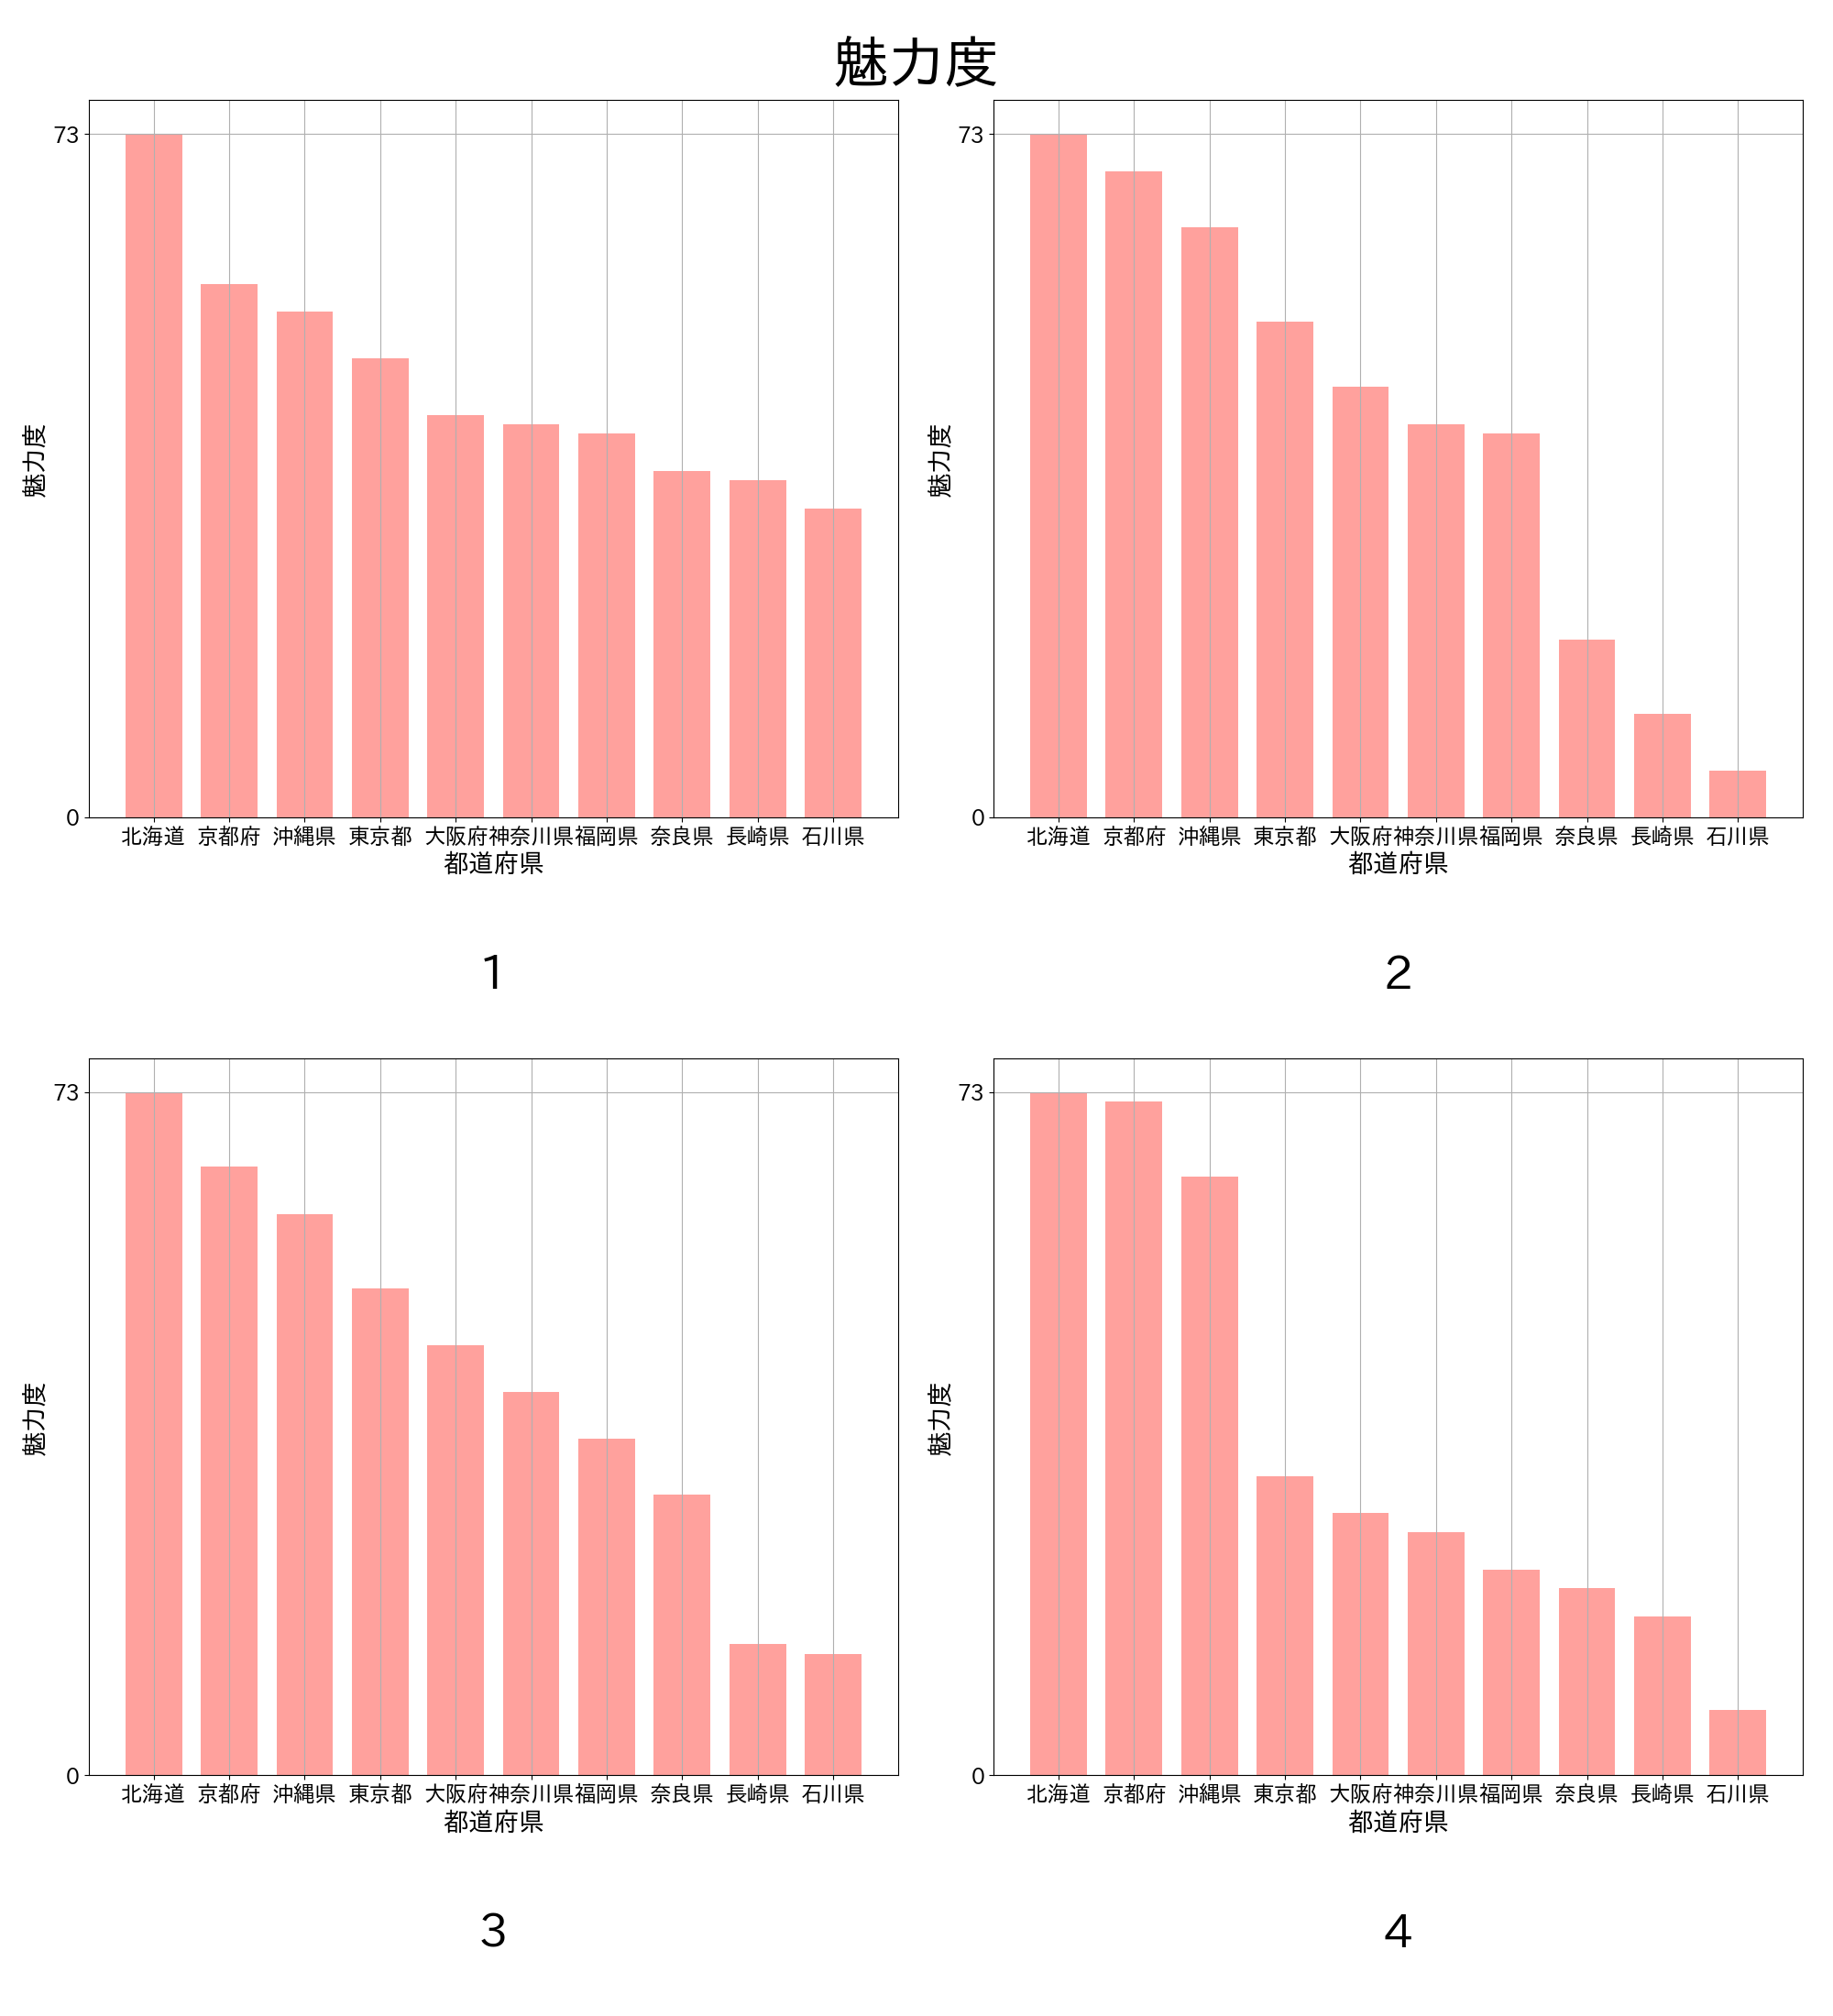 魅力度
73
0
魅力度
北海道 京都府 沖縄県 東京都 大阪府 神奈川県 福岡県 奈良県 長崎県 石川県
都道府県
1
73
0
魅力度
北海道 京都府 沖縄県 東京都 大阪府 神奈川県 福岡県 奈良県 長崎県 石川県
都道府県
2
73
0
魅力度
北海道 京都府 沖縄県 東京都 大阪府 神奈川県 福岡県 奈良県 長崎県 石川県
都道府県
3
73
0
魅力度
北海道 京都府 沖縄県 東京都 大阪府 神奈川県 福岡県 奈良県 長崎県 石川県
都道府県
4